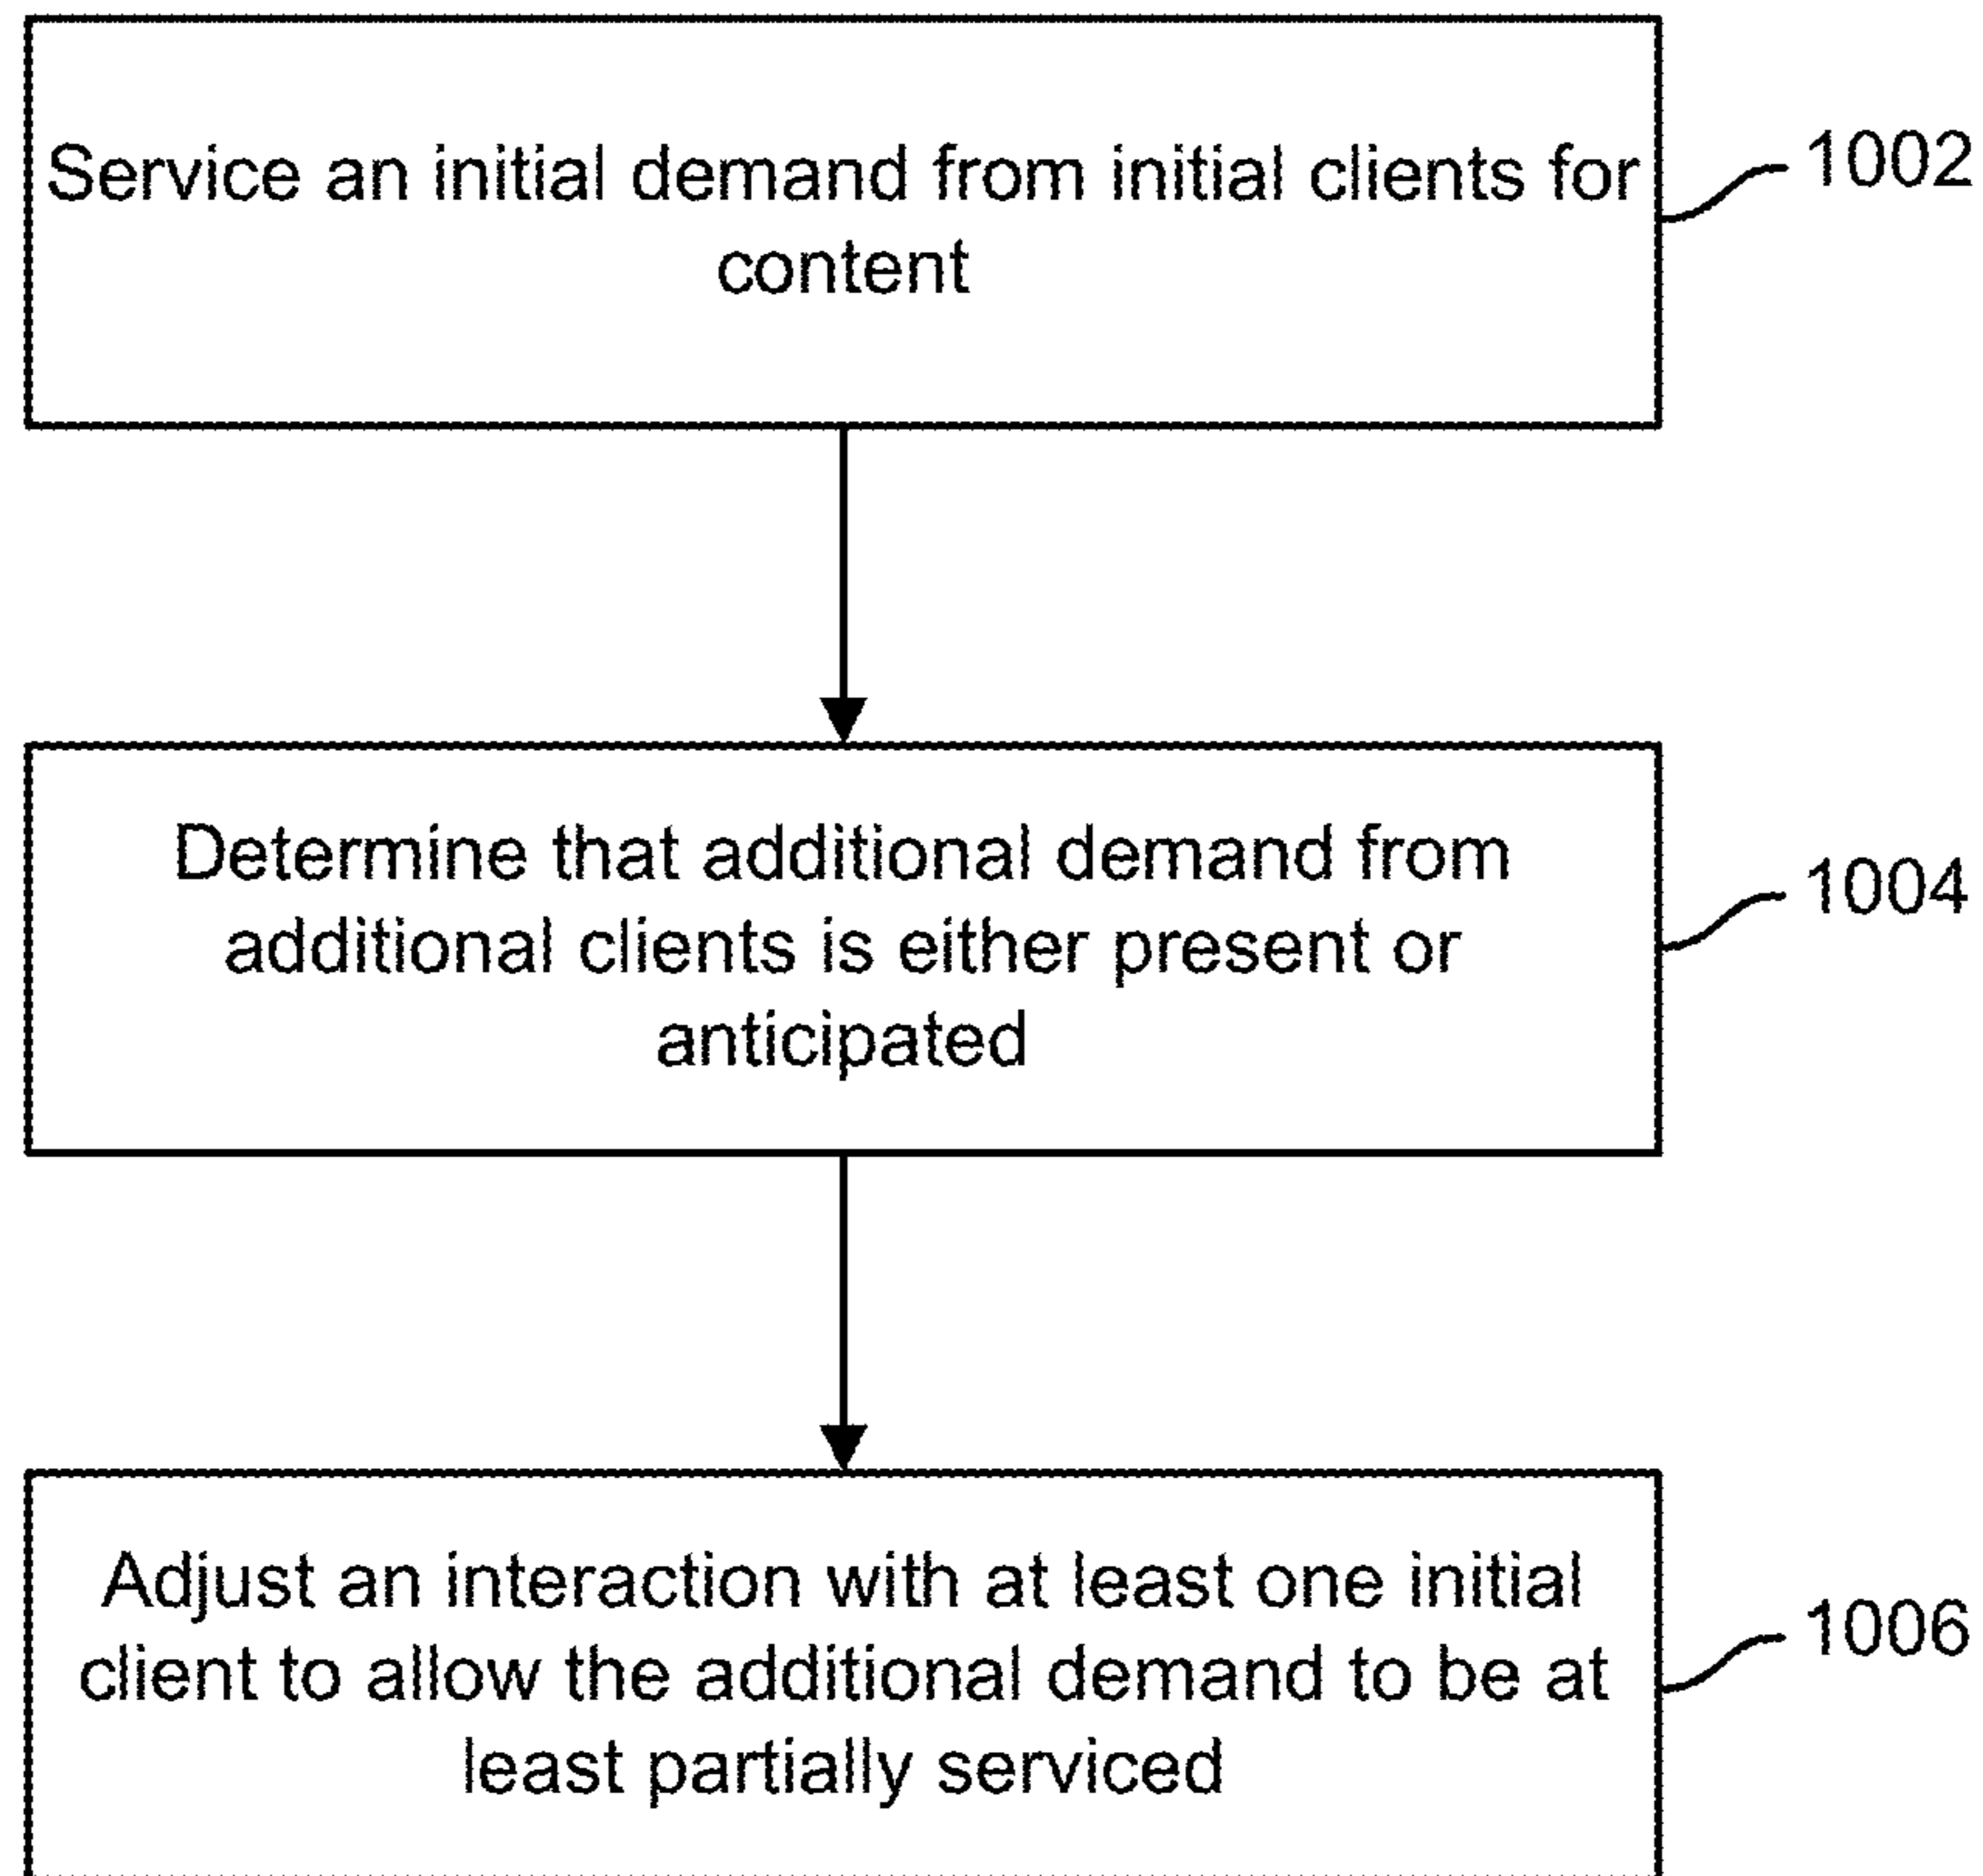 Service an initial demand from initial clients for
content
1002
Determine that additional demand from
additional clients is either present or
anticipated
1004
Adjust an interaction with at least one initial
client to allow the additional demand to be at
least partially serviced
1006